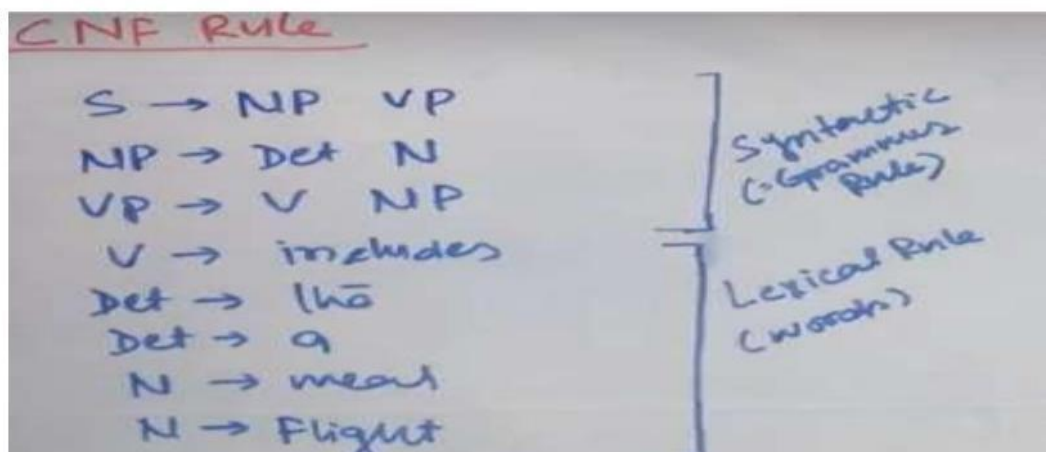 CNF Rule
S → NP VP
NP → Det N
VP → V NP
V → includes
Det → the
Det → a
N → meal
N → Flight
Syntactic
(:Grammar
Rule)
Lexical Rule
(words)